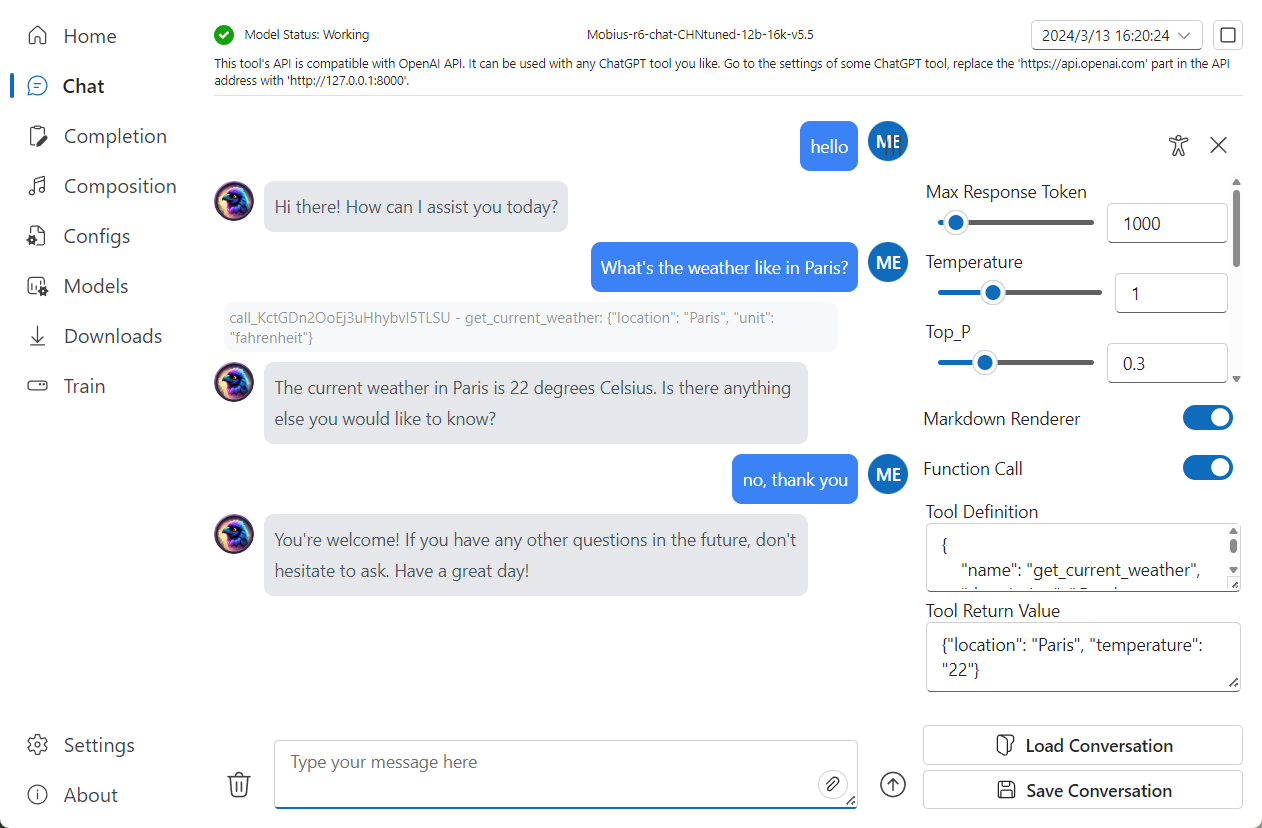 Home
Chat
Completion
Composition
Configs
Models
Downloads
Train
Settings
About
Model Status: Working
Mobius-r6-chat-CHNtuned-12b-16k-v5.5
2024/3/13 16:20:24
This tool's API is compatible with OpenAI API. It can be used with any ChatGPT tool you like. Go to the settings of some ChatGPT tool, replace the 'https://api.openai.com' part in the API
address with 'http://127.0.0.1:8000'.
hello
ME
Hi there! How can I assist you today?
What's the weather like in Paris?
ME
call_KctGDn2OoEj3uHhybvI5TLSU - get_current_weather: {"location": "Paris", "unit":
"fahrenheit"}
The current weather in Paris is 22 degrees Celsius. Is there anything
else you would like to know?
no, thank you
ME
You're welcome! If you have any other questions in the future, don't
hesitate to ask. Have a great day!
Type your message here
Max Response Token
1000
Temperature
1
Top_P
0.3
Markdown Renderer
Function Call
Tool Definition
{
"name": "get_current_weather",
Tool Return Value
{"location": "Paris", "temperature":
"22"}
Load Conversation
Save Conversation